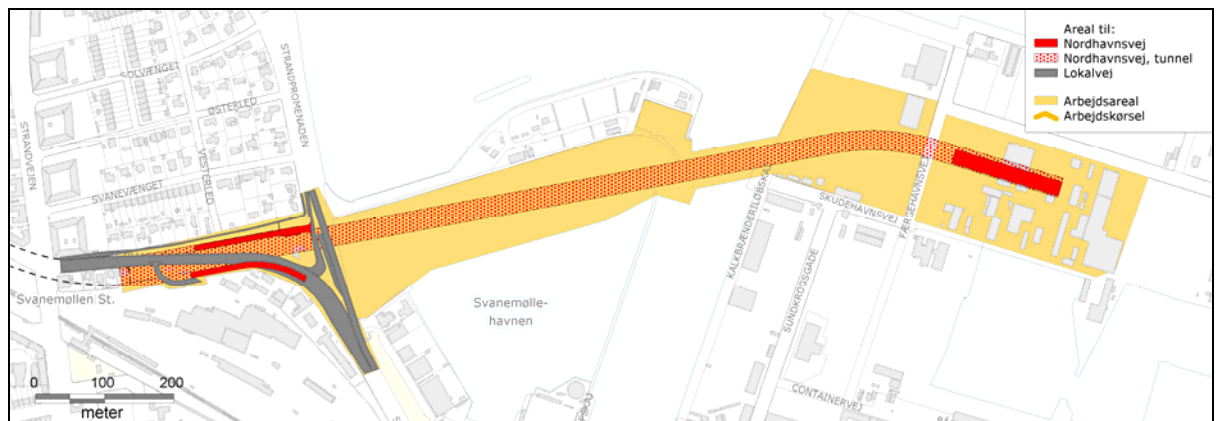 Areal til:
Nordhavnsvej
Nordhavnsvej, tunnel
Lokalvej
Arbejdsareal
Arbejdskørsel
SOLVÆNGET
ØSTERLED
STRANDPROMENADEN
STRANDVEJEN
VESTERLED
SVANEVÆNGET
Svanemøllen St.
Svanemølle-
havnen
KALKBRÆNDERILØBSKAJ
SKUDEHAVNSVEJ
FÆRGEHAVNSVEJ
SUNDKROGSGADE
CONTAINERVEJ
0 100 200
meter